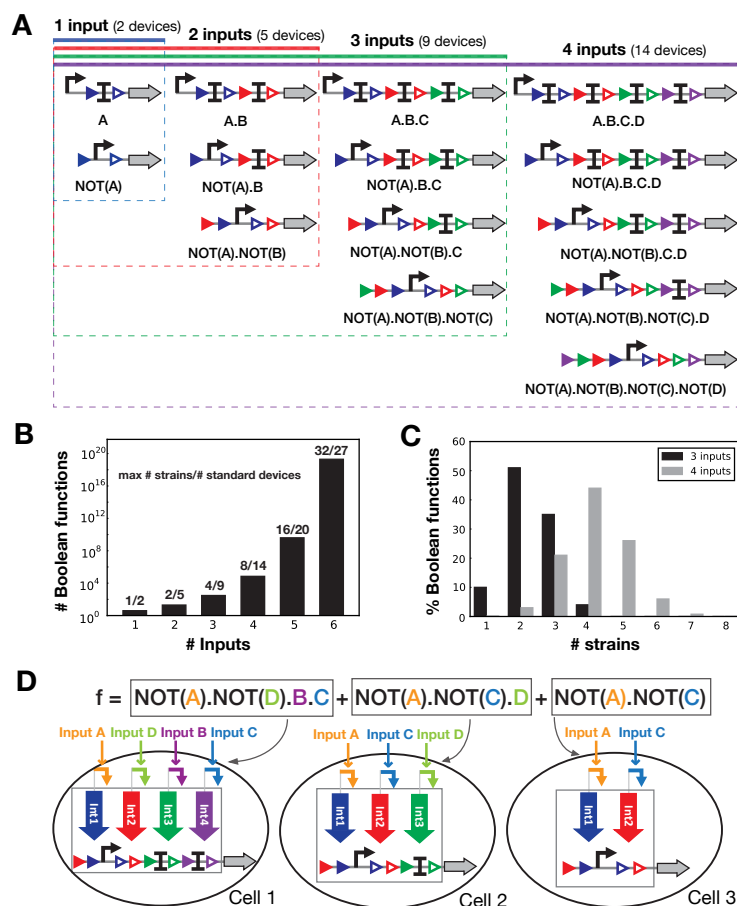 A
1 input (2 devices)
2 inputs (5 devices)
3 inputs (9 devices)
4 inputs (14 devices)
A
A.B
A.B.C
A.B.C.D
NOT(A)
NOT(A).B
NOT(A).B.C
NOT(A).B.C.D
NOT(A).NOT(B)
NOT(A).NOT(B).C
NOT(A).NOT(B).C.D
NOT(A).NOT(B).NOT(C)
NOT(A).NOT(B).NOT(C).D
NOT(A).NOT(B).NOT(C).NOT(D)
B
# Boolean functions
10^20
10^16
10^12
10^8
10^4
10^0
max # strains/# standard devices
1/2
2/5
4/9
8/14
16/20
32/27
1 2 3 4 5 6
# Inputs
C
% Boolean functions
60
50
40
30
20
10
0
3 inputs
4 inputs
1 2 3 4 5 6 7 8
# strains
D
f = NOT(A).NOT(D).B.C + NOT(A).NOT(C).D + NOT(A).NOT(C)
Input A Input D Input B Input C
Int1 Int2 Int3 Int4
Cell 1
Input A Input C Input D
Int1 Int2 Int3
Cell 2
Input A Input C
Int1 Int2
Cell 3